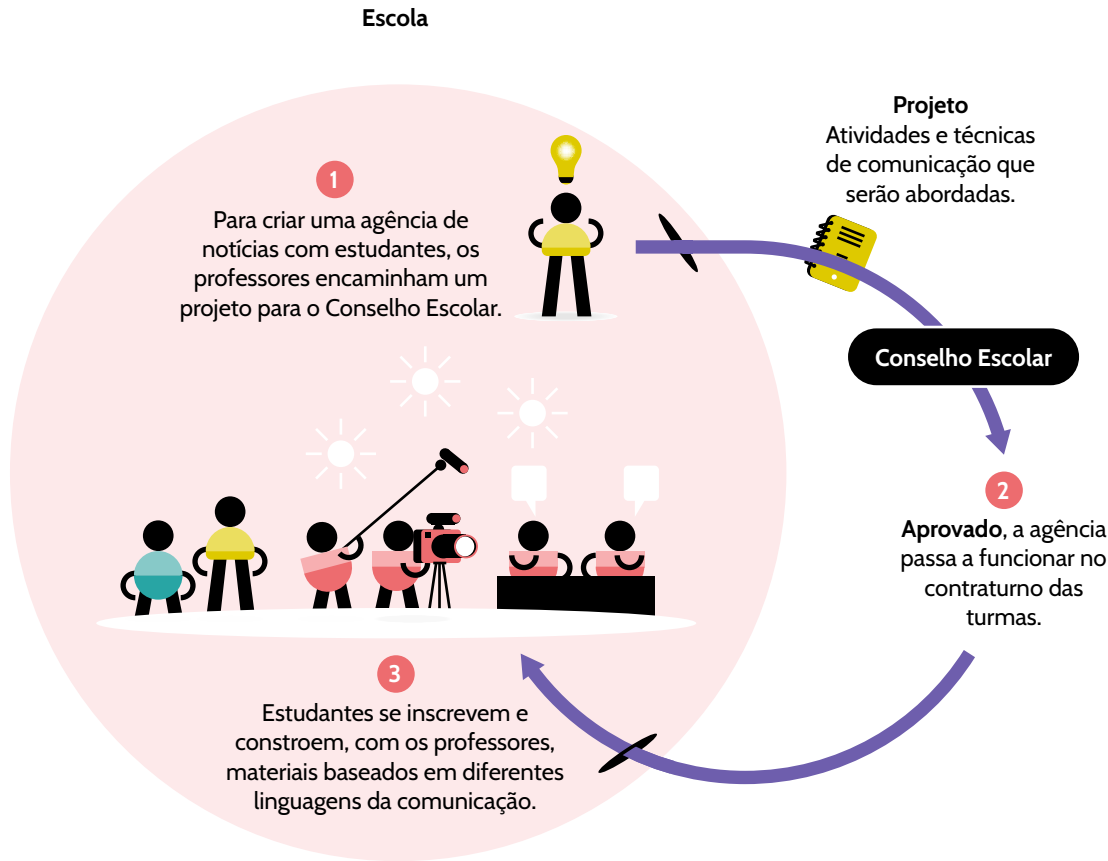 Escola
1
Para criar uma agência de
notícias com estudantes, os
professores encaminham um
projeto para o Conselho Escolar.
Projeto
Atividades e técnicas
de comunicação que
serão abordadas.
Conselho Escolar
2
Aprovado, a agência
passa a funcionar no
contraturno das
turmas.
3
Estudantes se inscrevem e
constroem, com os professores,
materiais baseados em diferentes
linguagens da comunicação.